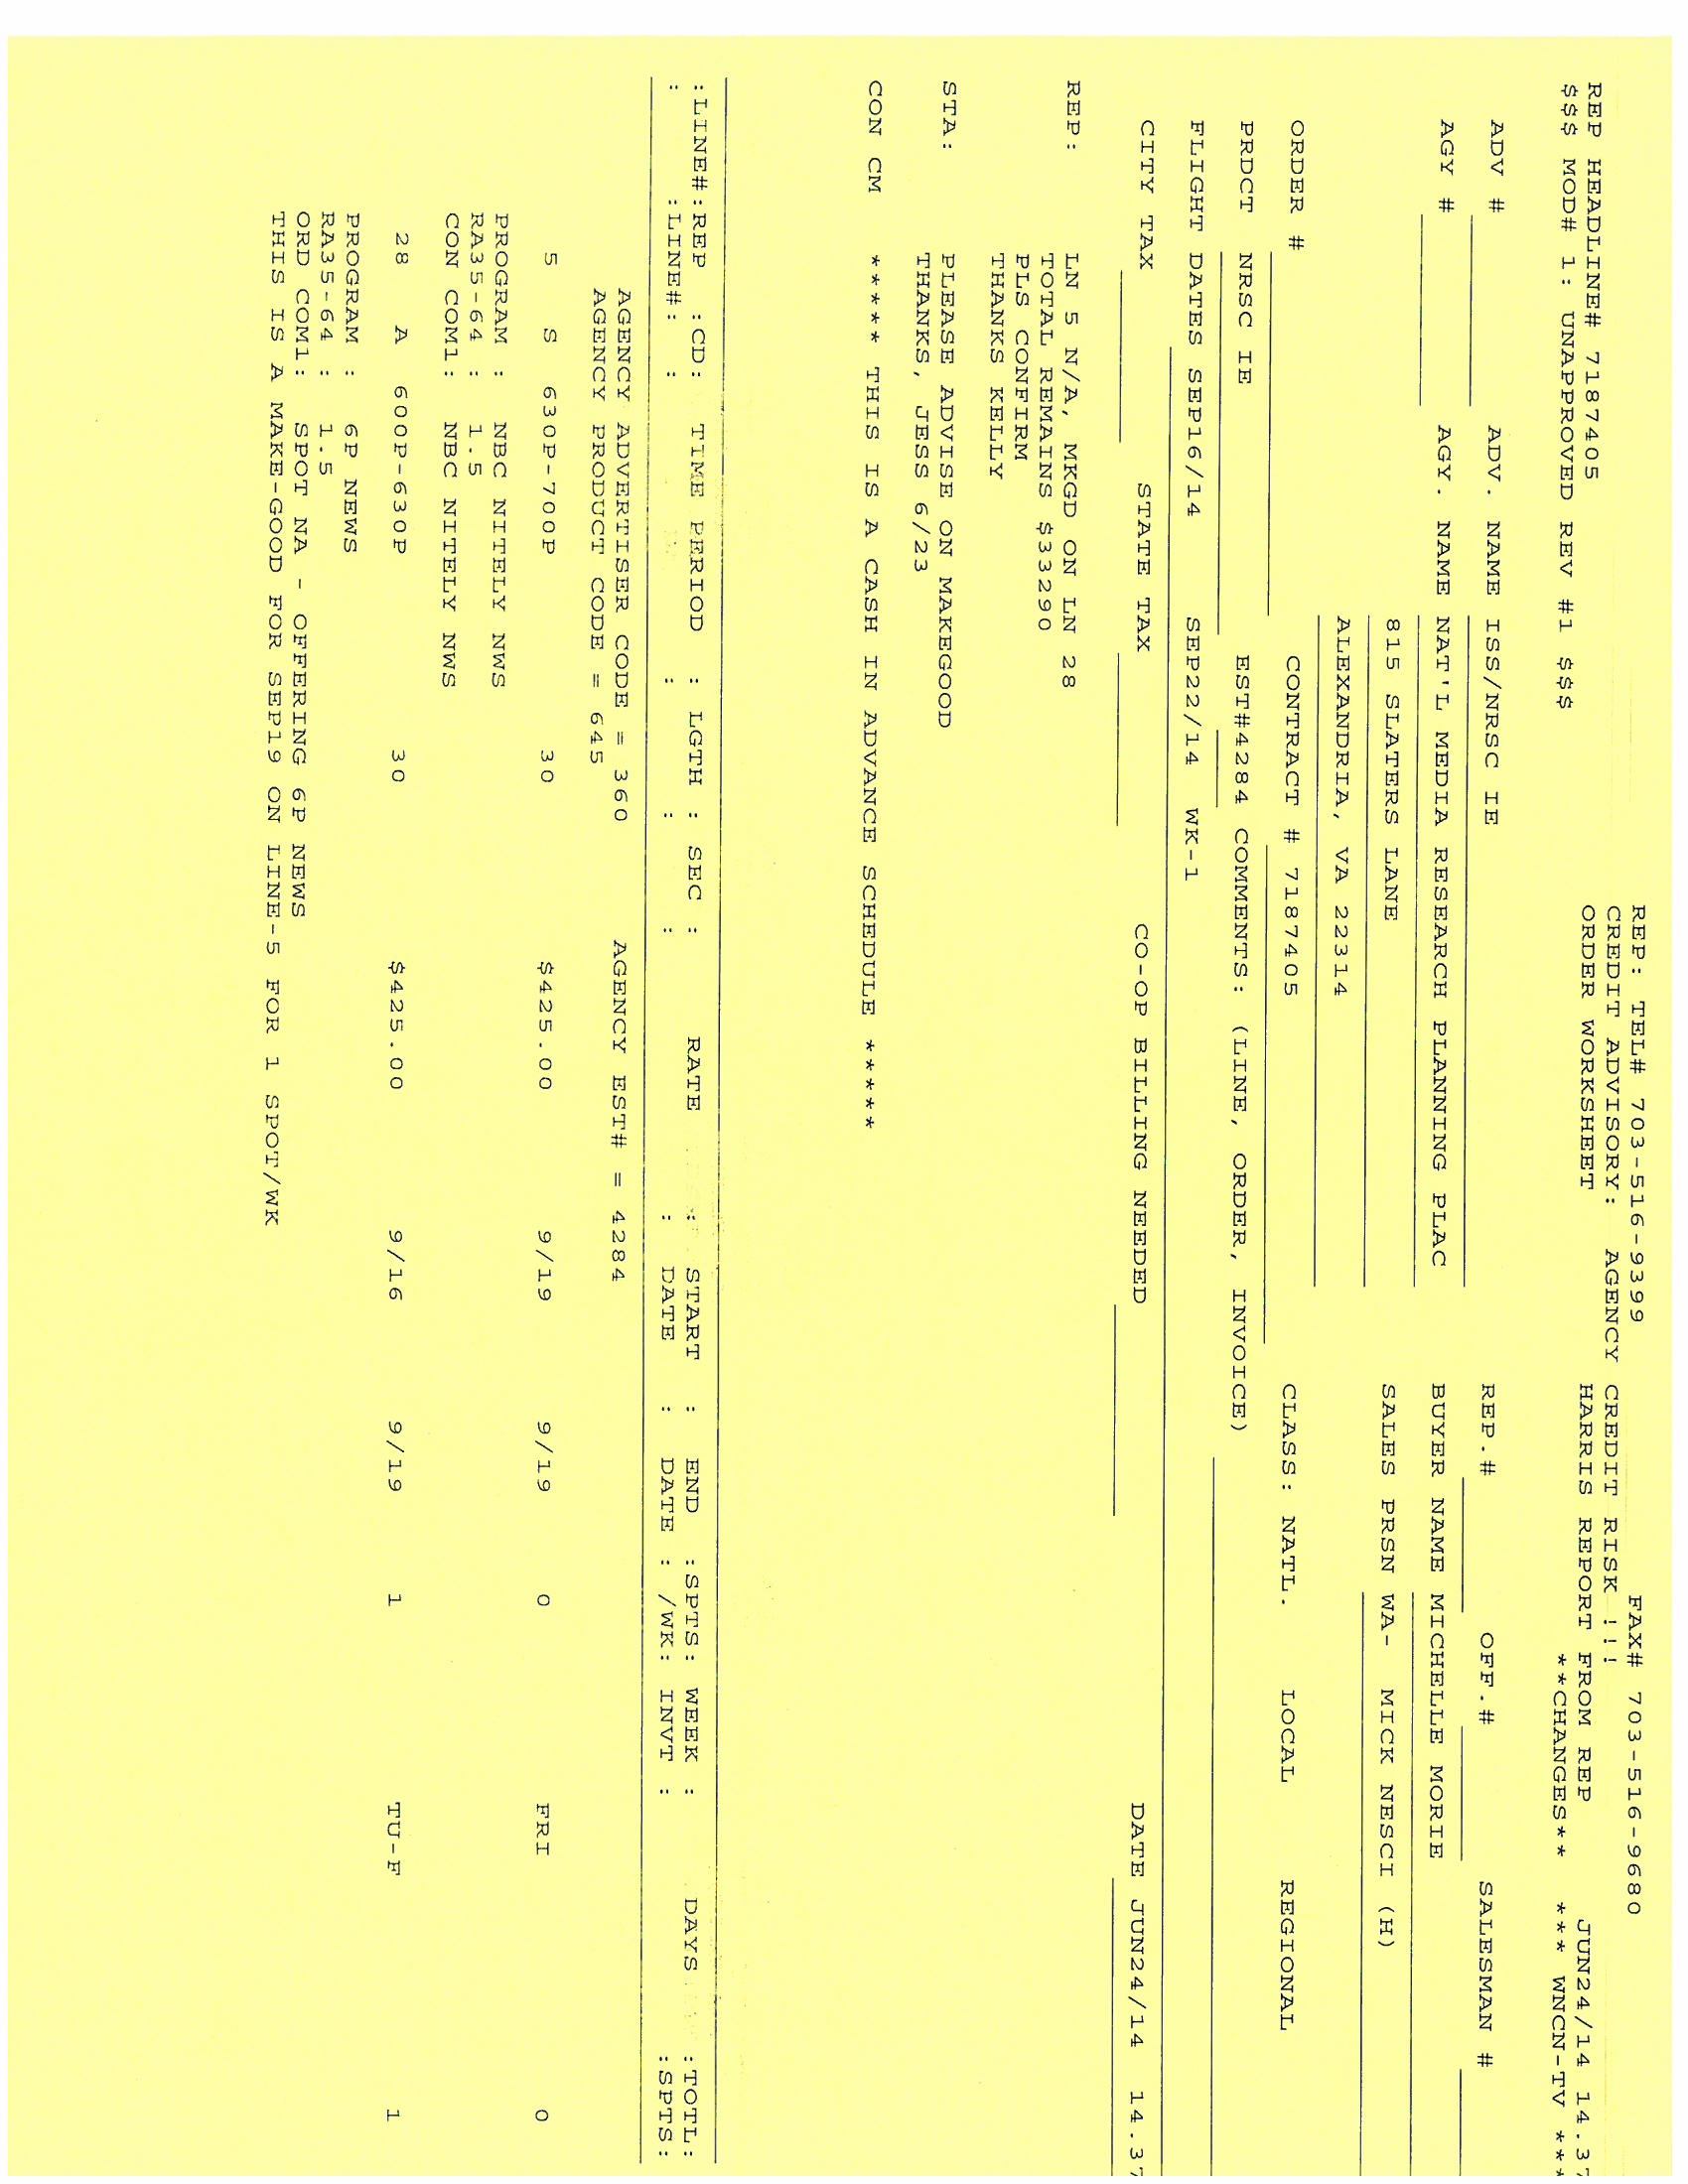 REP: TEL# 703-516-9399 FAX# 703-516-9680
CREDIT ADVISORY: AGENCY CREDIT RISK !!!
REP HEADLINE# 7187405 ORDER WORKSHEET HARRIS REPORT FROM REP JUN24/14 14.37
$$$ MOD# 1: UNAPPROVED REV #1 $$$ **CHANGES** *** WNCN-TV ***
ADV # ADV. NAME ISS/NRSC IE REP.# OFF.# SALESMAN #
AGY # AGY. NAME NAT'L MEDIA RESEARCH PLANNING PLAC BUYER NAME MICHELLE MORIE
815 SLATERS LANE SALES PRSN WA- MICK NESCI (H)
ALEXANDRIA, VA 22314
ORDER # CONTRACT # 7187405 CLASS: NATL. LOCAL REGIONAL
PRDCT NRSC IE EST#4284 COMMENTS: (LINE, ORDER, INVOICE)
FLIGHT DATES SEP16/14 SEP22/14 WK-1
CITY TAX STATE TAX CO-OP BILLING NEEDED DATE JUN24/14 14.37
REP: LN 5 N/A, MKGD ON LN 28
TOTAL REMAINS $33290
PLS CONFIRM
THANKS KELLY
STA: PLEASE ADVISE ON MAKEGOOD
THANKS, JESS 6/23
CON CM ***** THIS IS A CASH IN ADVANCE SCHEDULE *****
:LINE#:REP :CD: TIME PERIOD : LGTH : SEC : RATE : START : END :SPTS: WEEK : DAYS :TOTL:
: :LINE#: : : : : : DATE : DATE : /WK: INVT : :SPTS:
AGENCY ADVERTISER CODE = 360 AGENCY EST# = 4284
AGENCY PRODUCT CODE = 645
5 S 630P-700P 30 $425.00 9/19 9/19 0 FRI 0
PROGRAM : NBC NITELY NWS
RA35-64 : 1.5
CON COM1: NBC NITELY NWS
28 A 600P-630P 30 $425.00 9/16 9/19 1 TU-F 1
PROGRAM : 6P NEWS
RA35-64 : 1.5
ORD COM1: SPOT NA - OFFERING 6P NEWS
THIS IS A MAKE-GOOD FOR SEP19 ON LINE-5 FOR 1 SPOT/WK